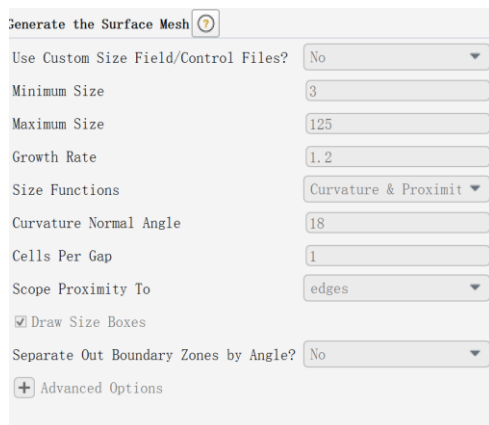 Generate the Surface Mesh ?
Use Custom Size Field/Control Files? No
Minimum Size 3
Maximum Size 125
Growth Rate 1.2
Size Functions Curvature & Proximit
Curvature Normal Angle 18
Cells Per Gap 1
Scope Proximity To edges
Draw Size Boxes
Separate Out Boundary Zones by Angle? No
+ Advanced Options